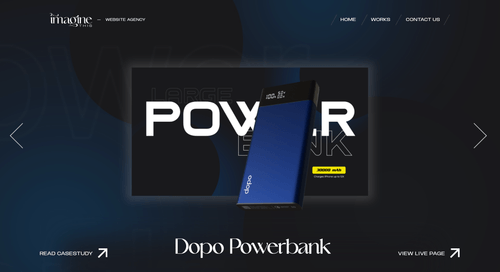 imagine
THIS
— WEBSITE AGENCY
HOME
WORKS
CONTACT US
LARGE
POWER
BANK
dopo
30000 mAh
READ CASESTUDY
Dopo Powerbank
VIEW LIVE PAGE